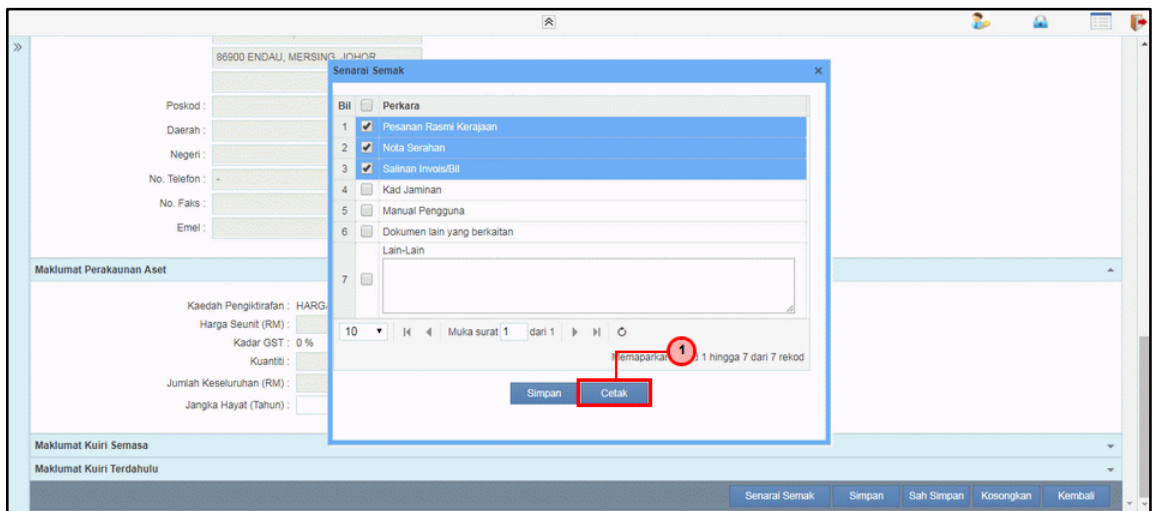 86900 ENDAU, MERSING, JOHOR
Senarai Semak
Bil Perkara
Poskod :
1 Pesanan Rasmi Kerajaan
Daerah :
2 Nota Serahan
Negeri :
3 Salinan Invois/Bil
No. Telefon : -
4 Kad Jaminan
No. Faks :
5 Manual Pengguna
Emel :
6 Dokumen lain yang berkaitan
Lain-Lain
7
Maklumat Perakaunan Aset
Kaedah Pengiktirafan : HARG
Harga Seunit (RM) :
10 Muka surat 1 dari 1
Kadar GST : 0 %
1
Memaparkan 1 hingga 7 dari 7 rekod
Kuantiti :
Jumlah Keseluruhan (RM) :
Simpan Cetak
Jangka Hayat (Tahun) :
Maklumat Kuiri Semasa
Maklumat Kuiri Terdahulu
Senarai Semak Simpan Sah Simpan Kosongkan Kembali